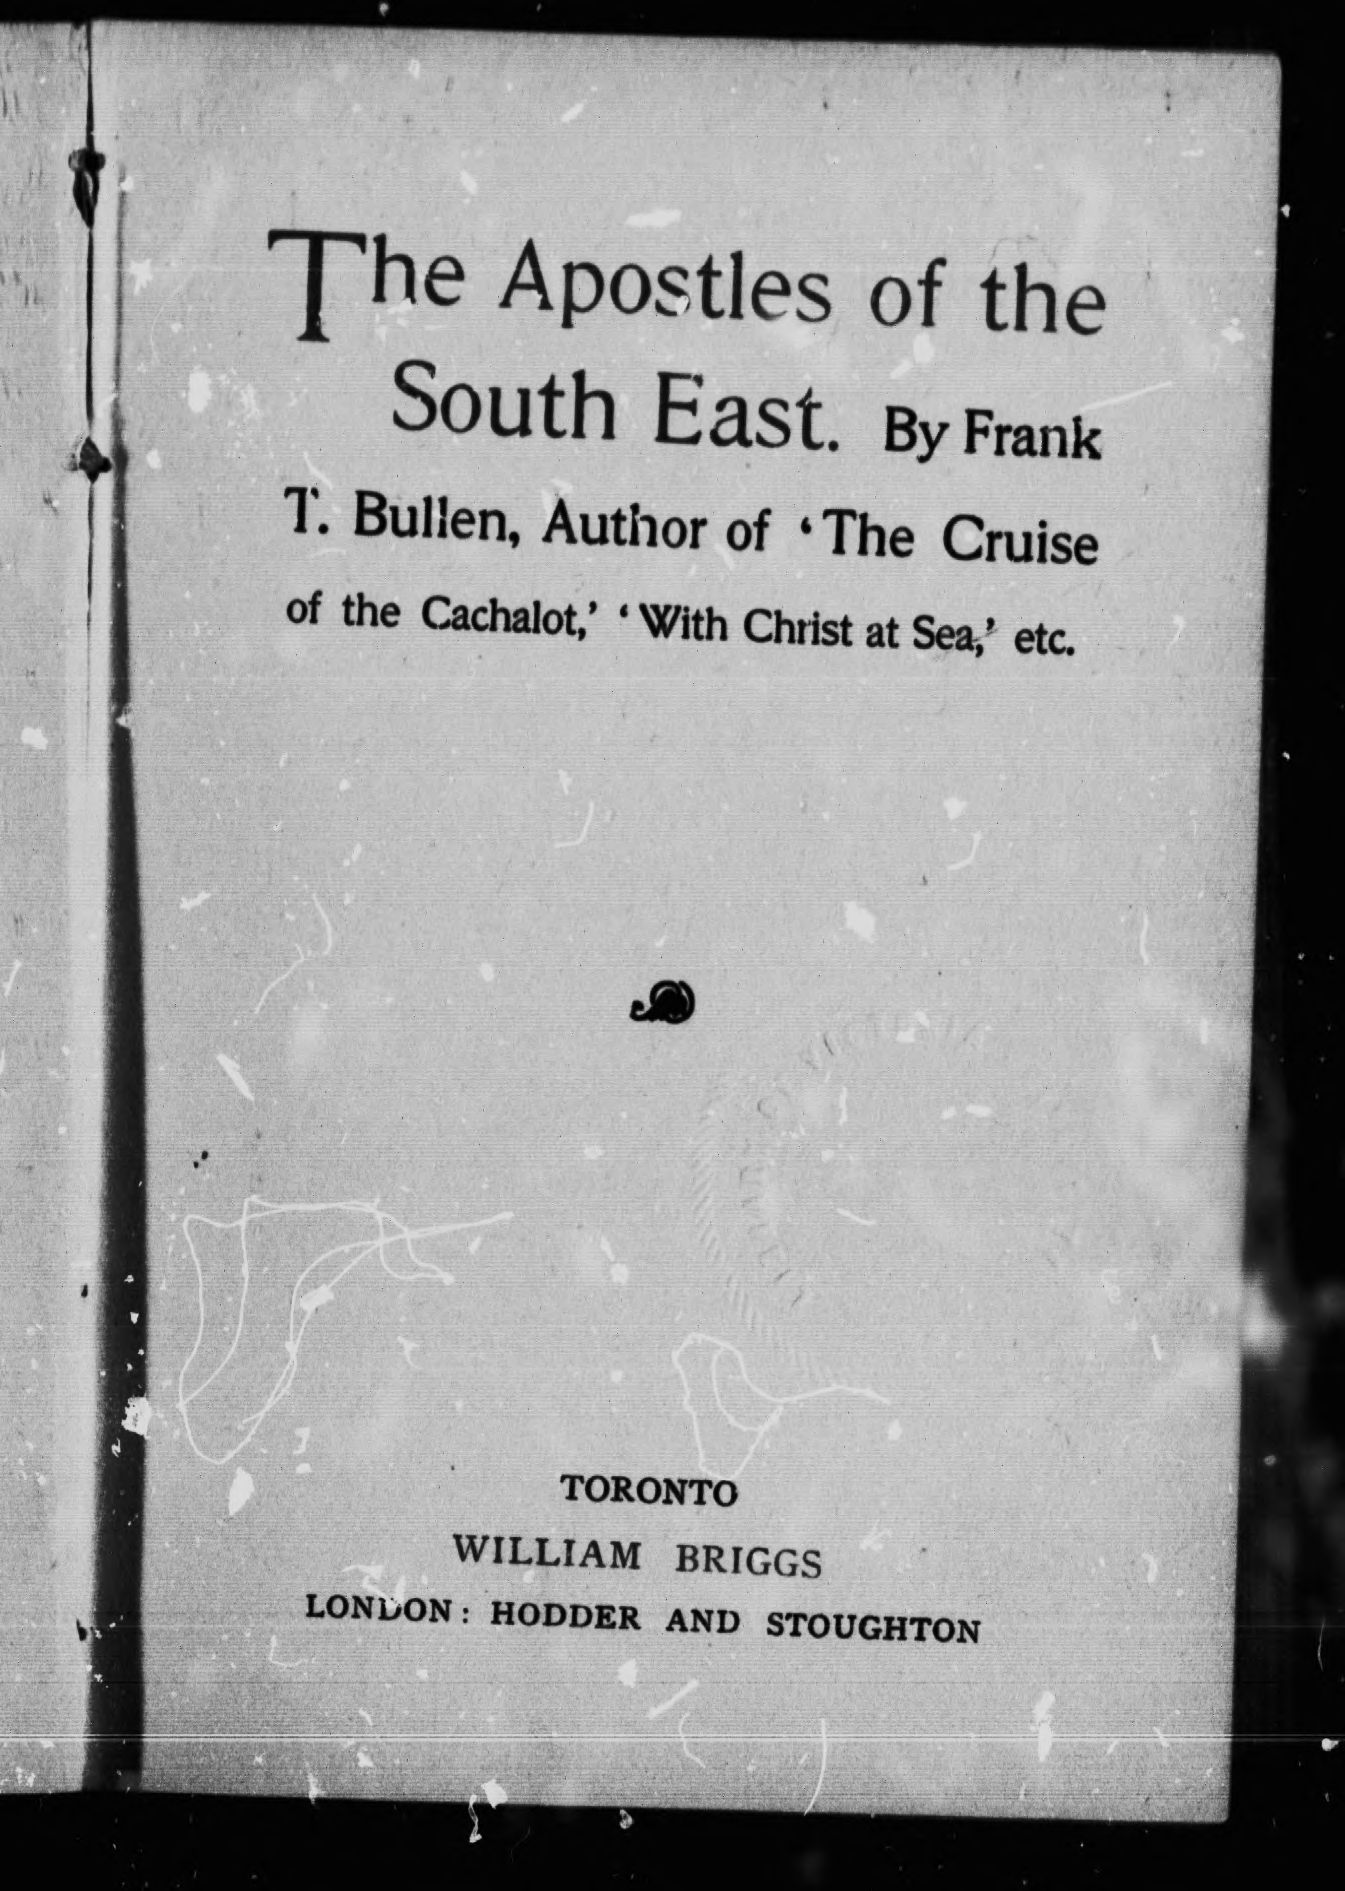 The Apostles of the
South East. By Frank
T. Bullen, Author of ‘The Cruise
of the Cachalot,’ ‘With Christ at Sea,’ etc.
TORONTO
WILLIAM BRIGGS
LONDON: HODDER AND STOUGHTON